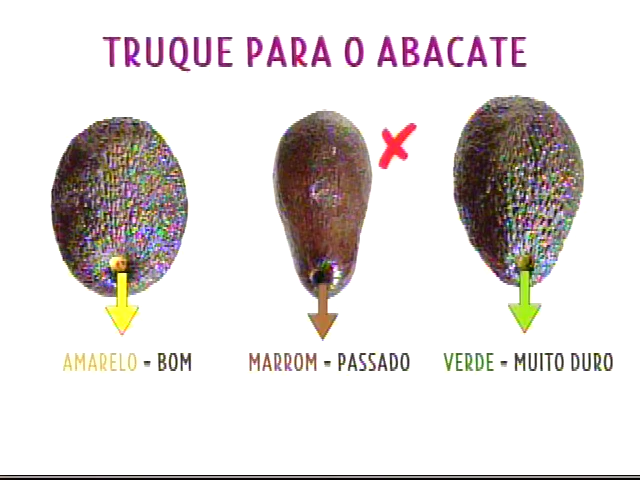 TRUQUE PARA O ABACATE
AMARELO = BOM
MARROM = PASSADO
VERDE = MUITO DURO